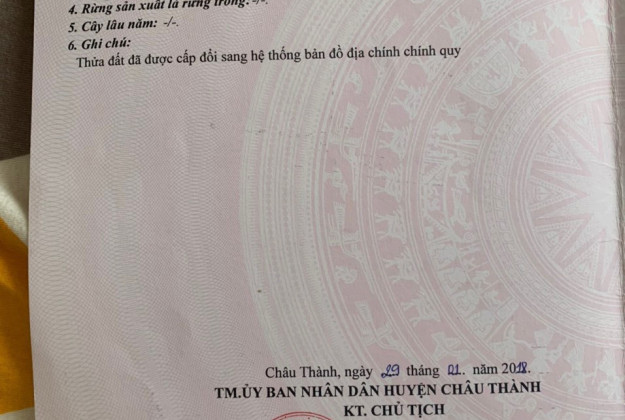 4. Rừng sản xuất là rừng trồng: -/-.
5. Cây lâu năm: -/-.
6. Ghi chú:
Thửa đất đã được cấp đổi sang hệ thống bản đồ địa chính chính quy
Châu Thành, ngày 29 tháng 01. năm 2018.
TM.ỦY BAN NHÂN DÂN HUYỆN CHÂU THÀNH
KT. CHỦ TỊCH